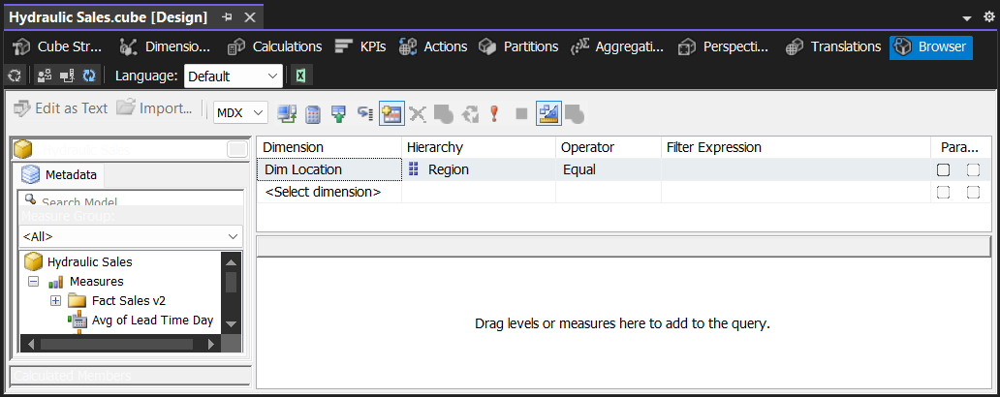 Hydraulic Sales.cube [Design]
Cube Str... Dimensio... Calculations KPIs Actions Partitions Aggregati... Perspecti... Translations Browser
Language: Default
Edit as Text Import... MDX
Hydraulic Sales
Metadata
Search Model
Measure Group:
<All>
Hydraulic Sales
Measures
Fact Sales v2
Avg of Lead Time Day
Calculated Members
Dimension Hierarchy Operator Filter Expression Para...
Dim Location Region Equal
<Select dimension>
Drag levels or measures here to add to the query.